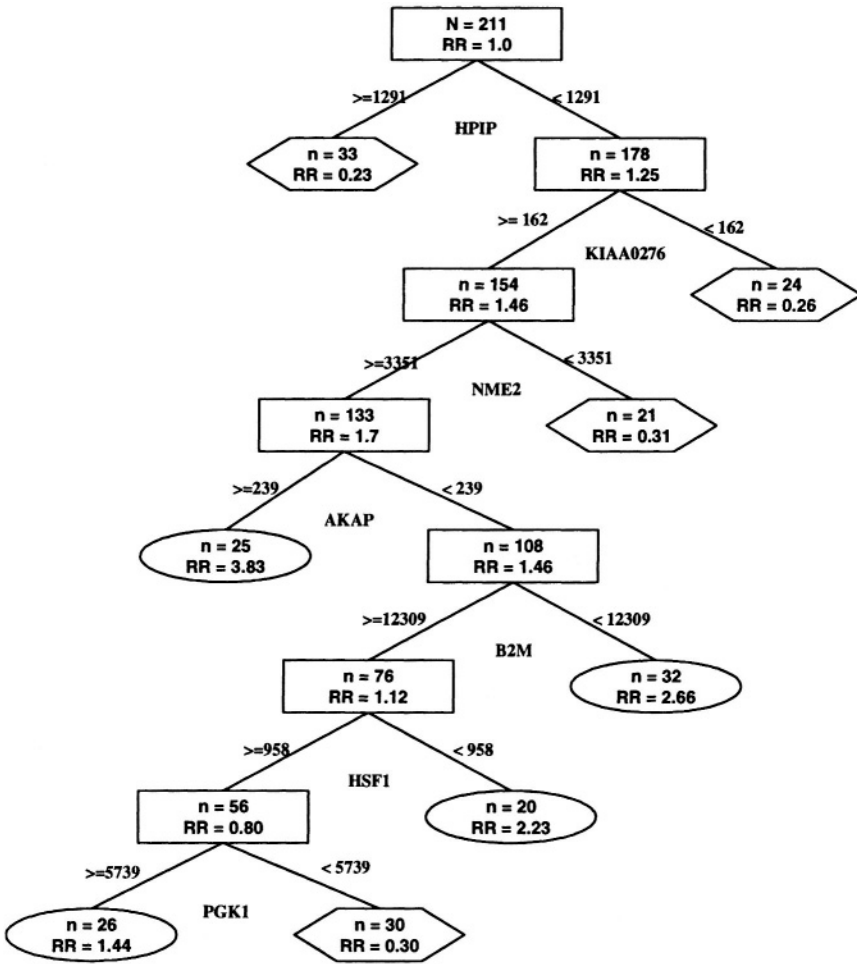 N = 211
RR = 1.0
>=1291
< 1291
HPIP
n = 33
RR = 0.23
n = 178
RR = 1.25
>= 162
< 162
KIAA0276
n = 154
RR = 1.46
n = 24
RR = 0.26
>=3351
< 3351
NME2
n = 133
RR = 1.7
n = 21
RR = 0.31
>=239
< 239
AKAP
n = 25
RR = 3.83
n = 108
RR = 1.46
>=12309
< 12309
B2M
n = 76
RR = 1.12
n = 32
RR = 2.66
>=958
< 958
HSF1
n = 56
RR = 0.80
n = 20
RR = 2.23
>=5739
< 5739
PGK1
n = 26
RR = 1.44
n = 30
RR = 0.30